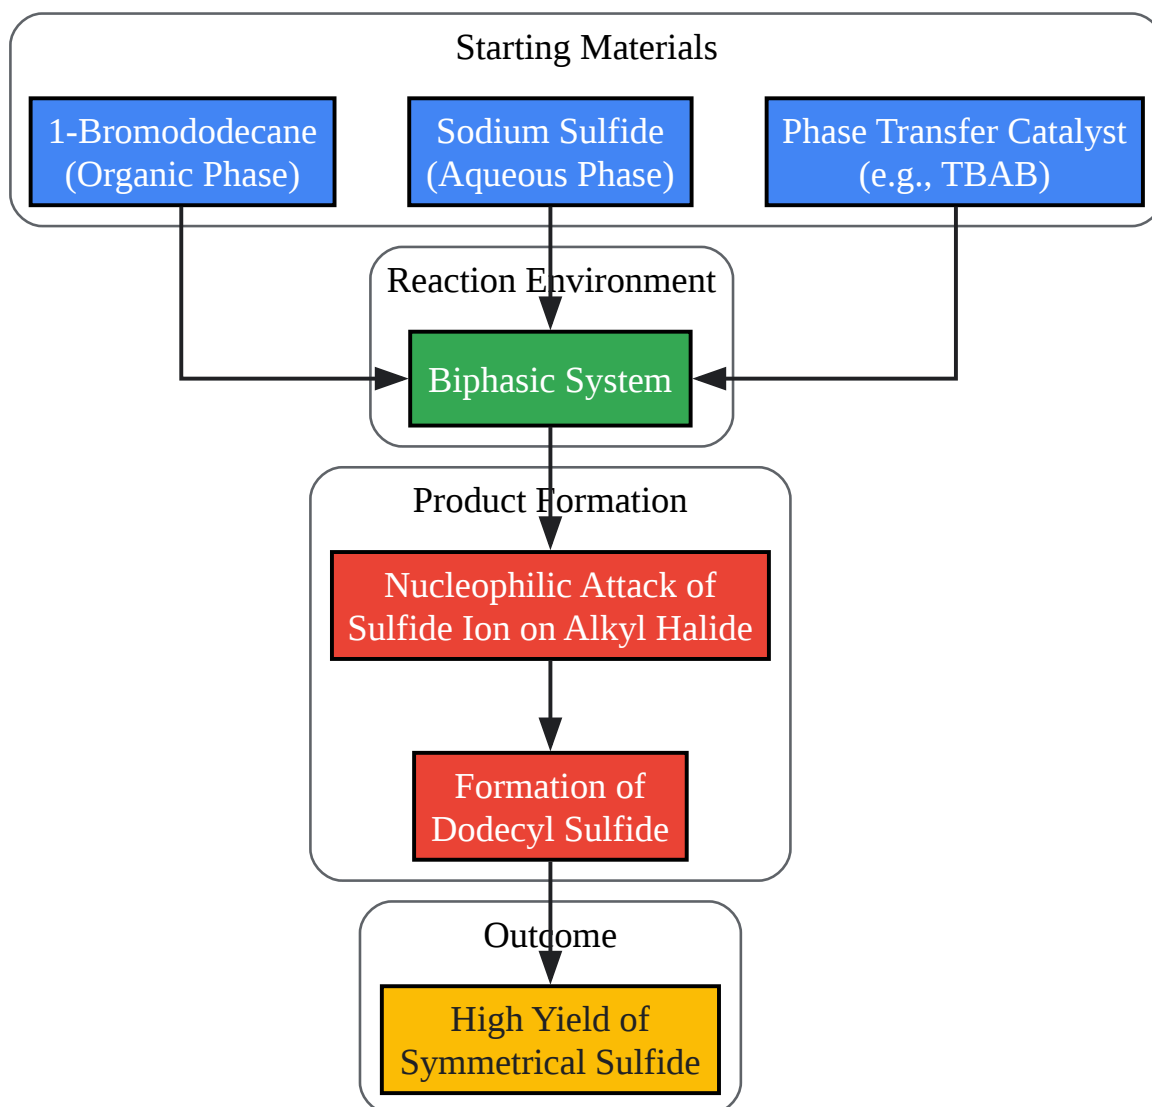 Starting Materials
1-Bromododecane
(Organic Phase)
Sodium Sulfide
(Aqueous Phase)
Phase Transfer Catalyst
(e.g., TBAB)
Reaction Environment
Biphasic System
Product Formation
Nucleophilic Attack of
Sulfide Ion on Alkyl Halide
Formation of
Dodecyl Sulfide
Outcome
High Yield of
Symmetrical Sulfide